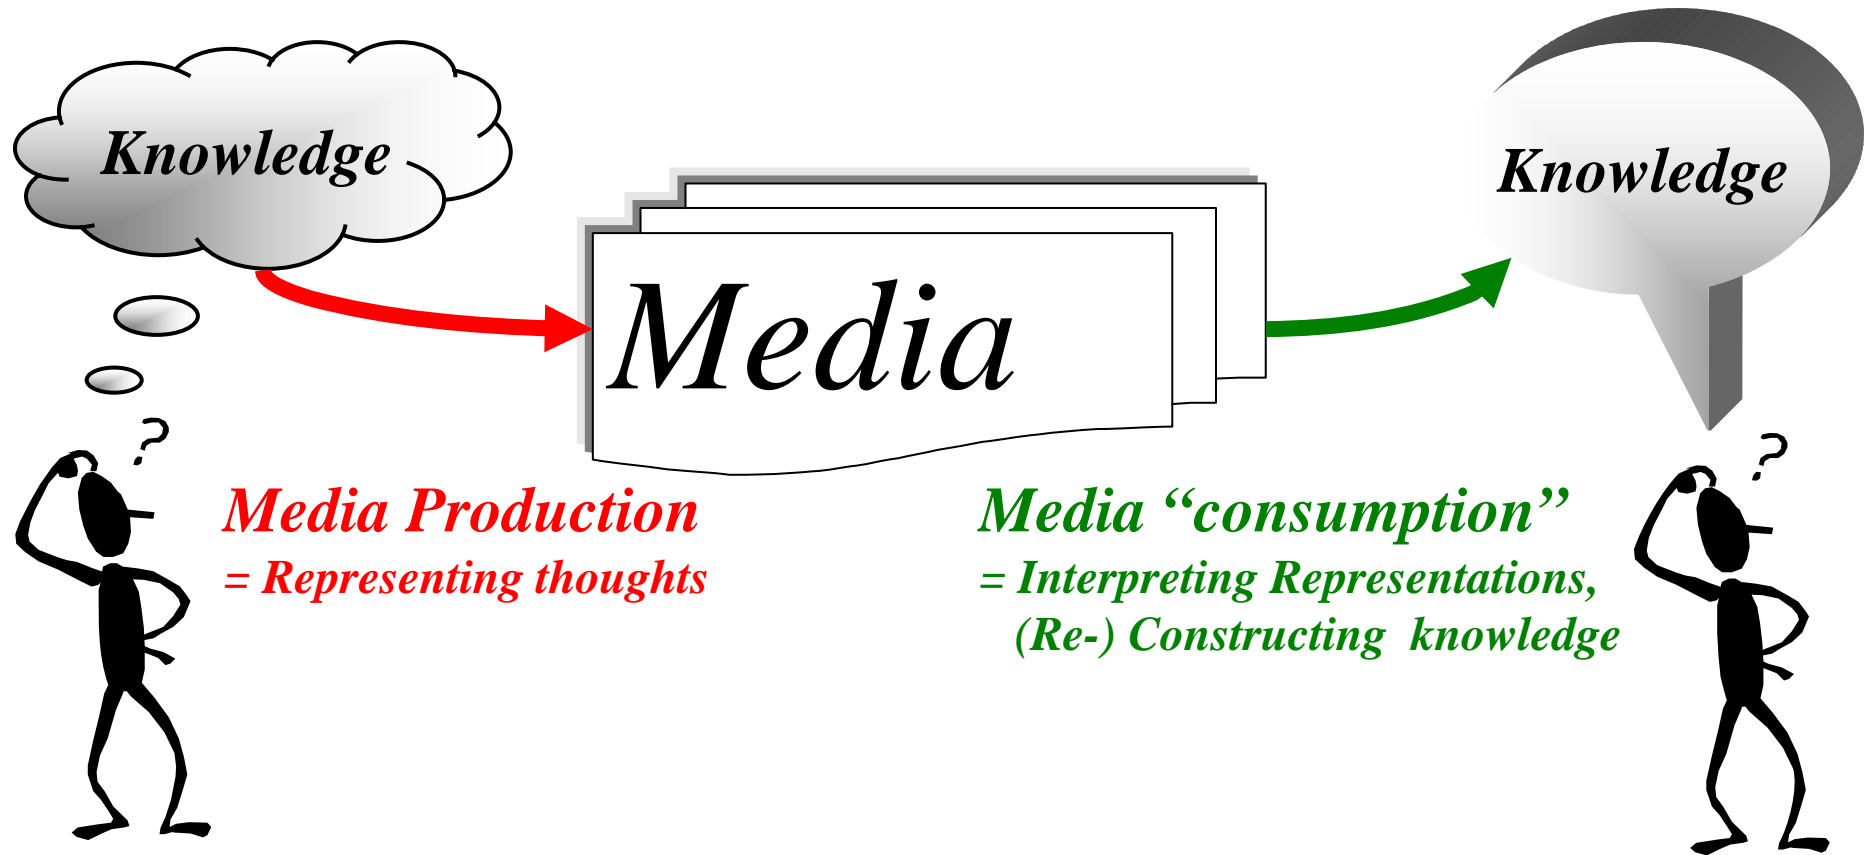 Knowledge
Knowledge
Media
?
?
Media Production
= Representing thoughts
Media “consumption”
= Interpreting Representations,
(Re-) Constructing knowledge